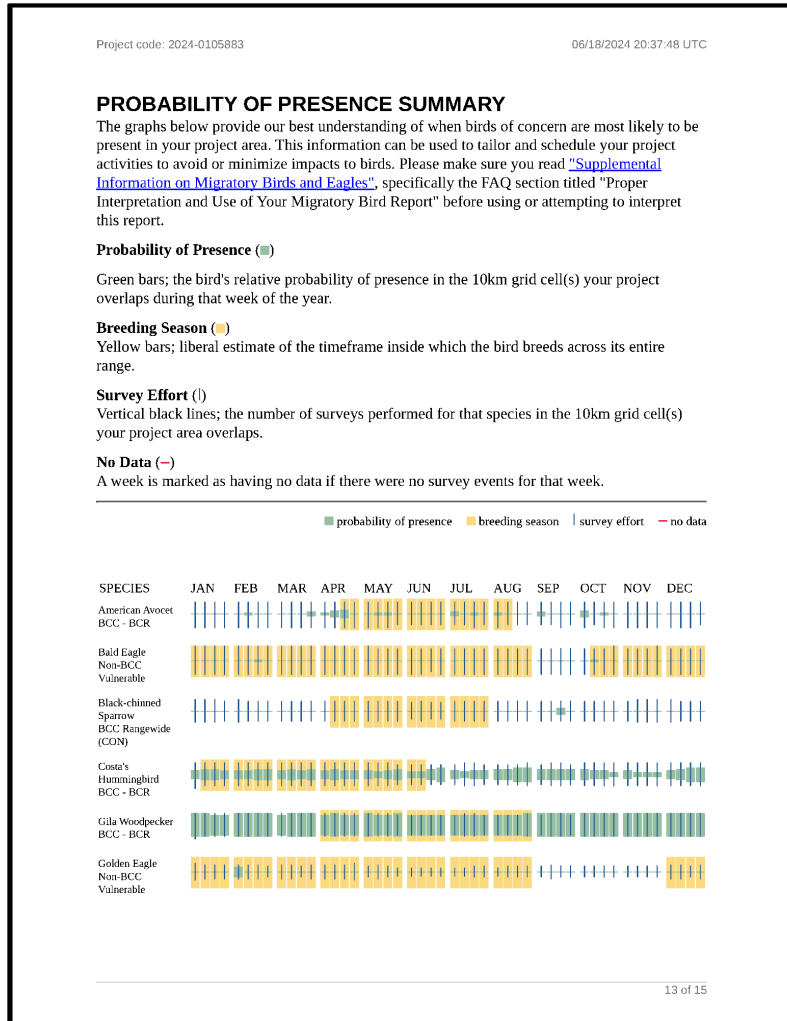 Project code: 2024-0105883
06/18/2024 20:37:48 UTC
PROBABILITY OF PRESENCE SUMMARY
The graphs below provide our best understanding of when birds of concern are most likely to be
present in your project area. This information can be used to tailor and schedule your project
activities to avoid or minimize impacts to birds. Please make sure you read "Supplemental
Information on Migratory Birds and Eagles", specifically the FAQ section titled "Proper
Interpretation and Use of Your Migratory Bird Report" before using or attempting to interpret
this report.
Probability of Presence (■)
Green bars; the bird's relative probability of presence in the 10km grid cell(s) your project
overlaps during that week of the year.
Breeding Season (■)
Yellow bars; liberal estimate of the timeframe inside which the bird breeds across its entire
range.
Survey Effort (|)
Vertical black lines; the number of surveys performed for that species in the 10km grid cell(s)
your project area overlaps.
No Data (–)
A week is marked as having no data if there were no survey events for that week.
probability of presence breeding season survey effort no data
SPECIES JAN FEB MAR APR MAY JUN JUL AUG SEP OCT NOV DEC
American Avocet
BCC - BCR
Bald Eagle
Non-BCC
Vulnerable
Black-chinned
Sparrow
BCC Rangewide
(CON)
Costa's
Hummingbird
BCC - BCR
Gila Woodpecker
BCC - BCR
Golden Eagle
Non-BCC
Vulnerable
13 of 15